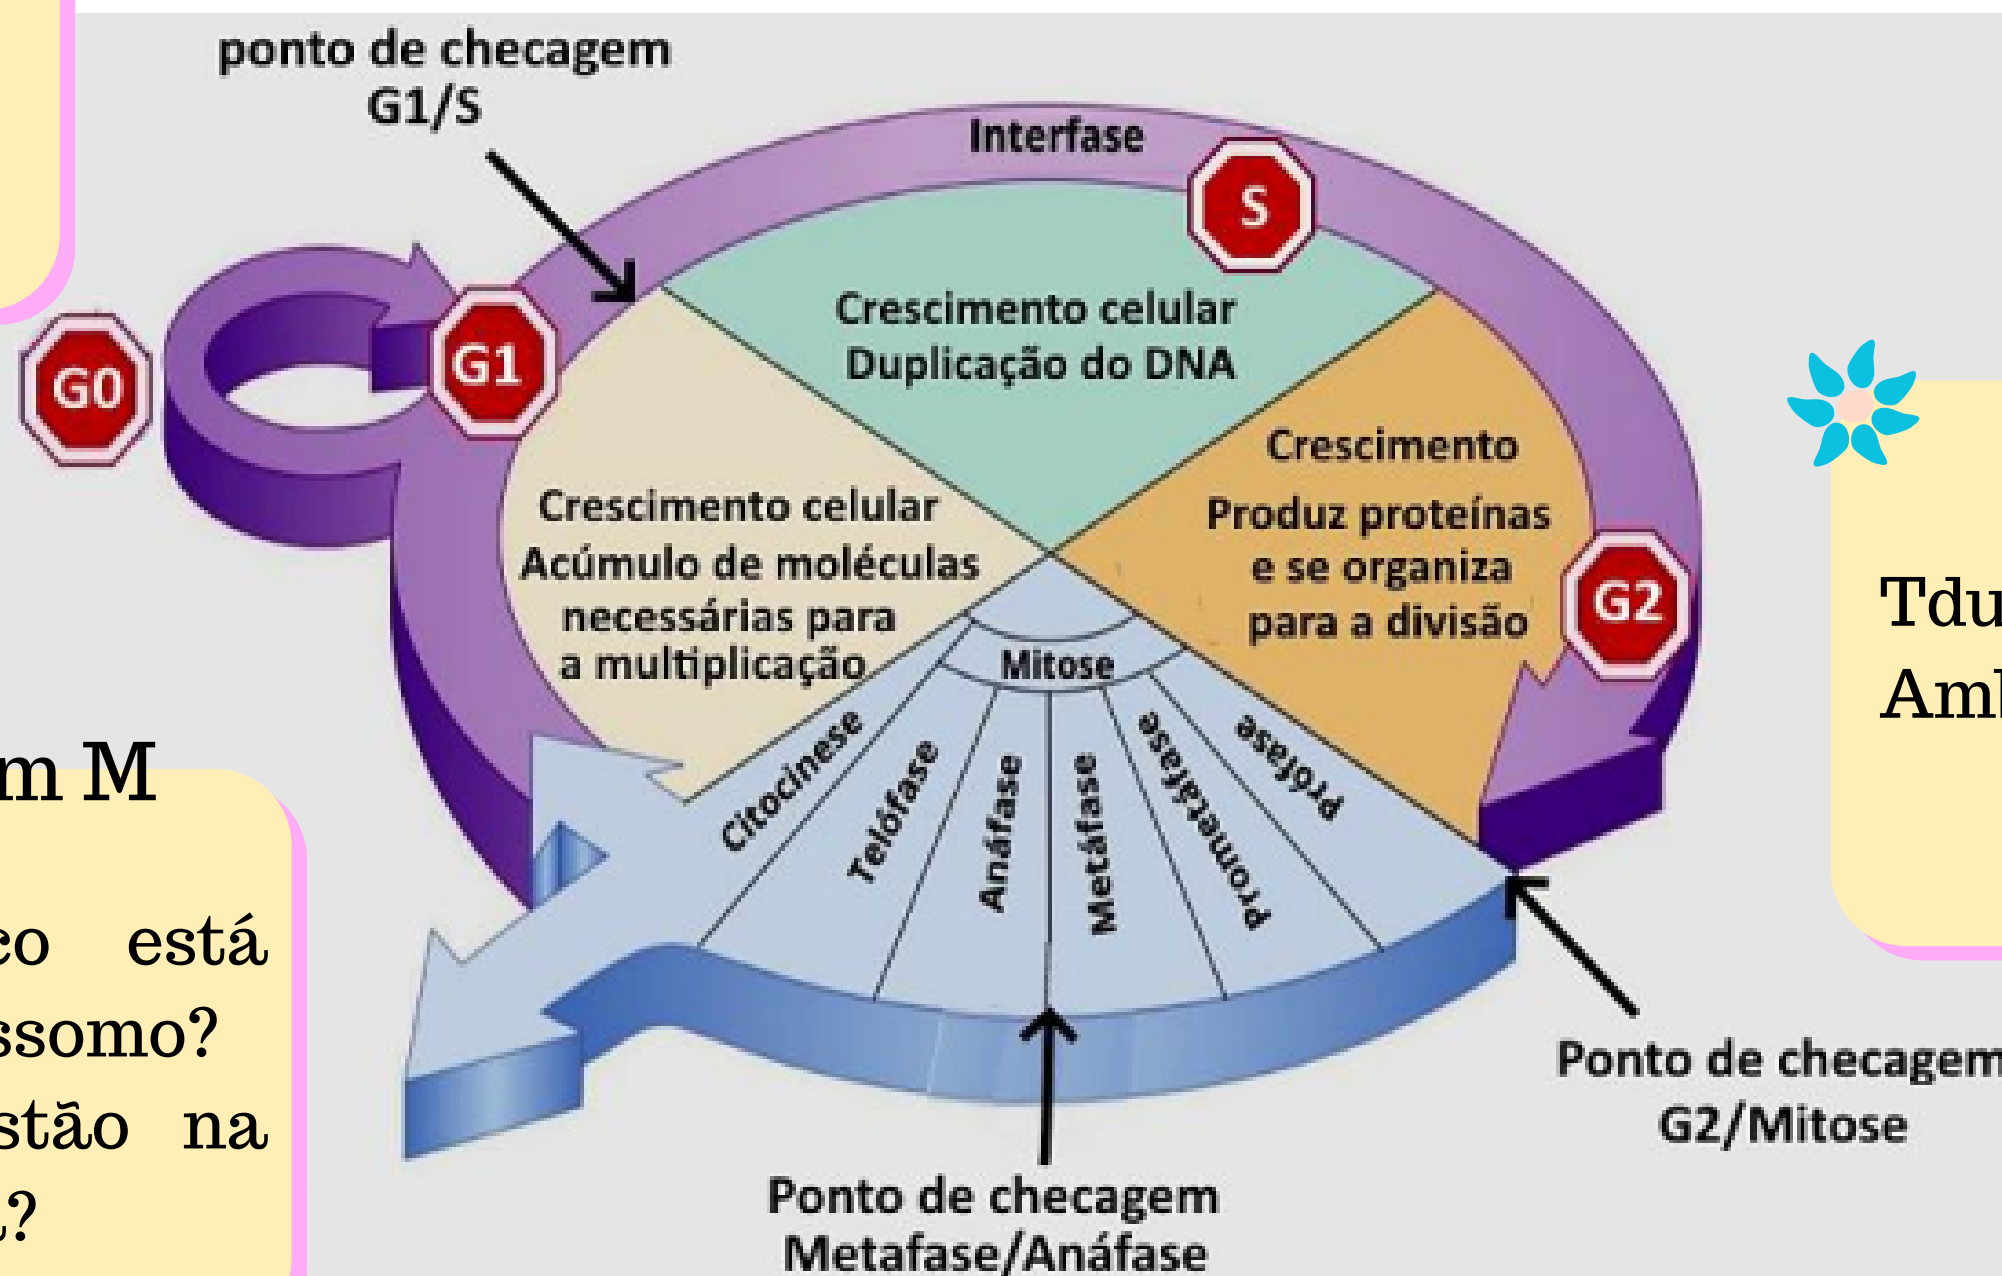 ponto de checagem
G1/S
Interfase
S
G0
G1
Crescimento celular
Duplicação do DNA
Crescimento
Produz proteínas
e se organiza
para a divisão
G2
Crescimento celular
Acúmulo de moléculas
necessárias para
a multiplicação
Mitose
Citocinese
Telófase
Anáfase
Metáfase
Prometáfase
Prófase
Ponto de checagem
G2/Mitose
Ponto de checagem
Metafase/Anáfase
m M
co está
ssomo?
stão na
?
Tdu
Am